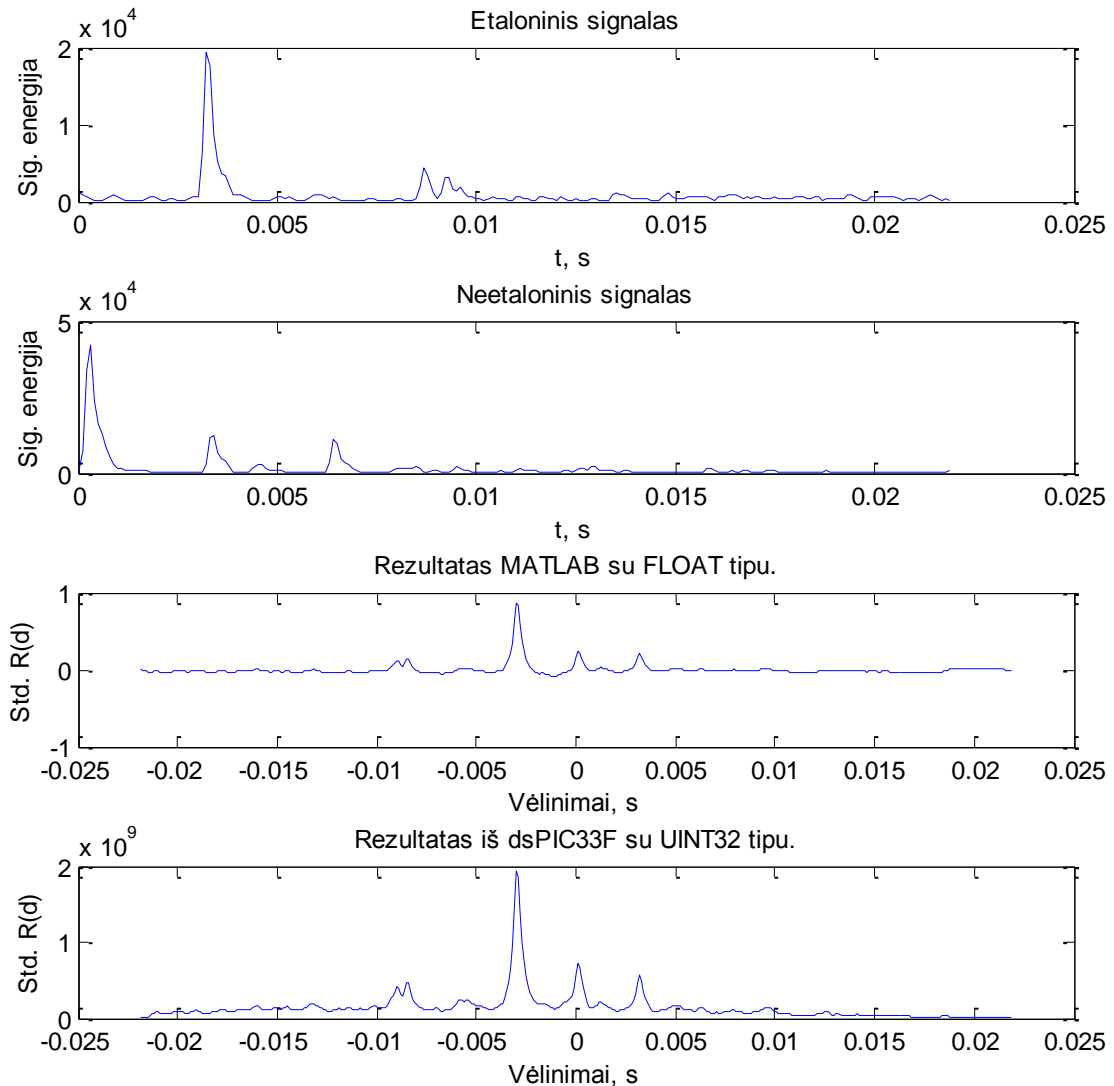 Etaloninis signalas
x 10^4
2
1
0
Sig. energija
0 0.005 0.01 0.015 0.02 0.025
t, s
Neetaloninis signalas
x 10^4
5
0
Sig. energija
0 0.005 0.01 0.015 0.02 0.025
t, s
Rezultatas MATLAB su FLOAT tipu.
1
0
-1
Std. R(d)
-0.025 -0.02 -0.015 -0.01 -0.005 0 0.005 0.01 0.015 0.02 0.025
Vėlinimai, s
Rezultatas iš dsPIC33F su UINT32 tipu.
x 10^9
2
1
0
Std. R(d)
-0.025 -0.02 -0.015 -0.01 -0.005 0 0.005 0.01 0.015 0.02 0.025
Vėlinimai, s